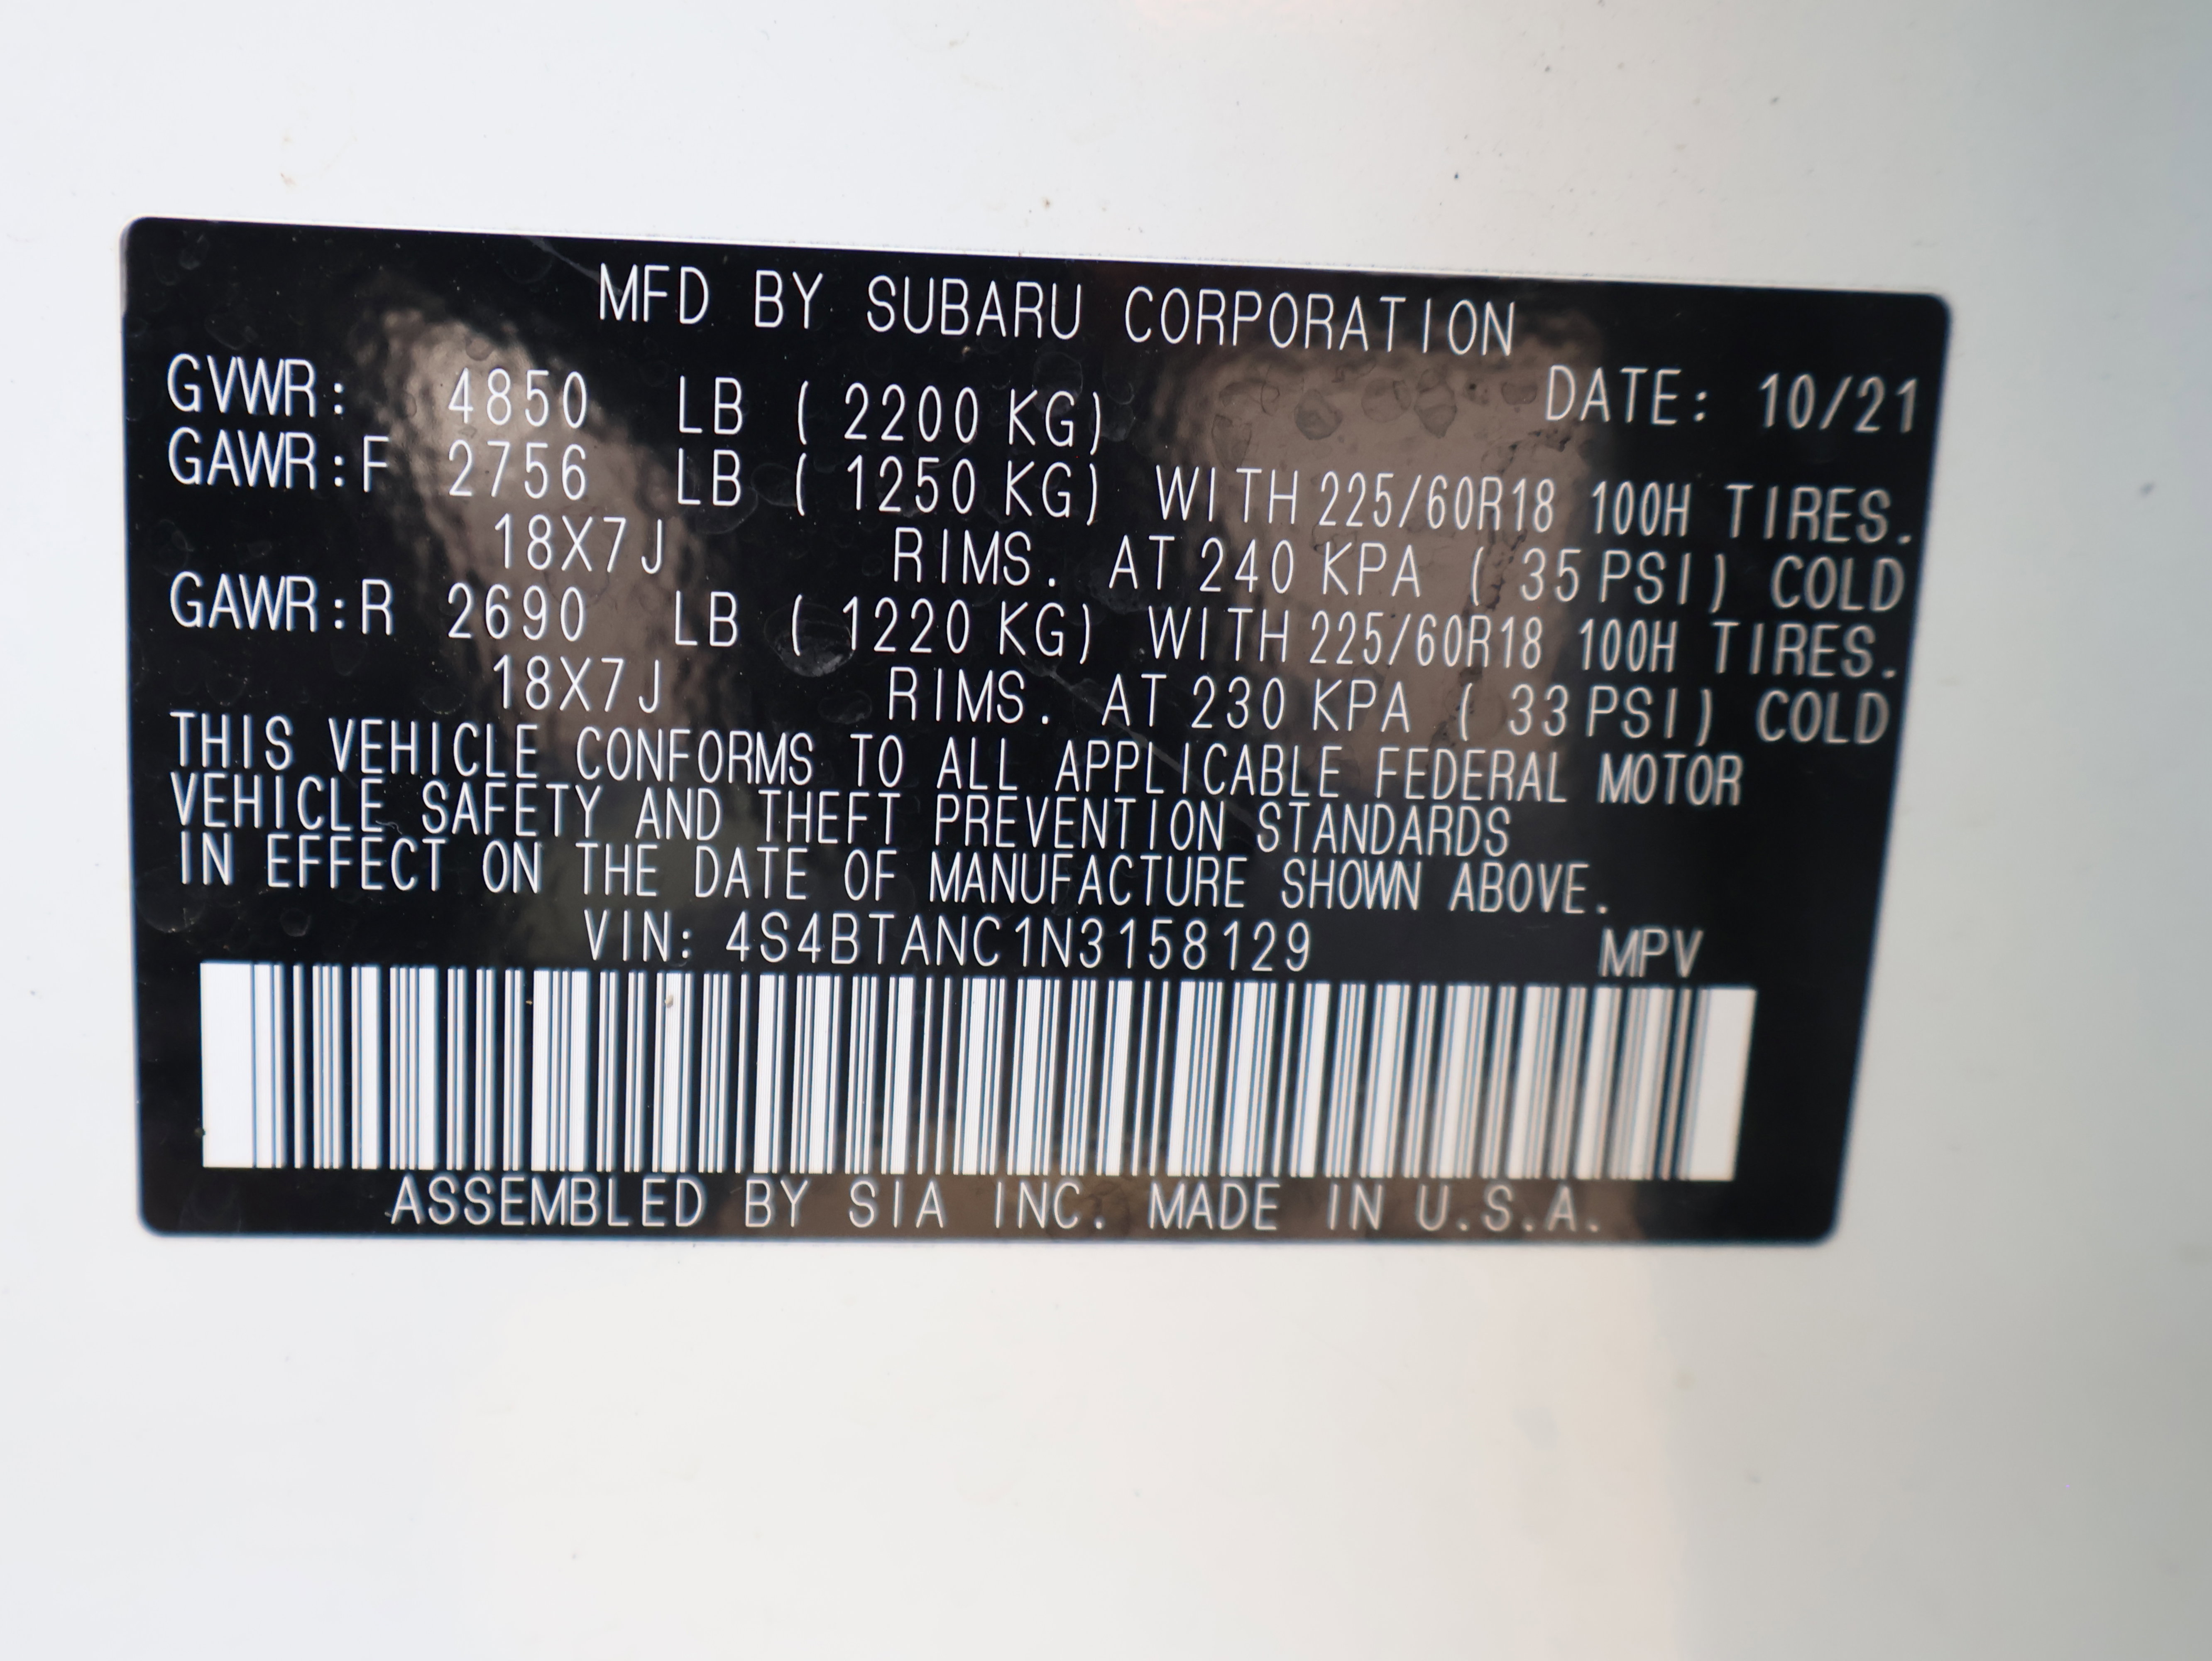 MFD BY SUBARU CORPORATION
GVWR: 4850 LB ( 2200 KG) DATE: 10/21
GAWR:F 2756 LB ( 1250 KG) WITH 225/60R18 100H TIRES.
18X7J RIMS. AT 240 KPA ( 35 PSI) COLD
GAWR:R 2690 LB ( 1220 KG) WITH 225/60R18 100H TIRES.
18X7J RIMS. AT 230 KPA ( 33 PSI) COLD
THIS VEHICLE CONFORMS TO ALL APPLICABLE FEDERAL MOTOR
VEHICLE SAFETY AND THEFT PREVENTION STANDARDS
IN EFFECT ON THE DATE OF MANUFACTURE SHOWN ABOVE.
VIN: 4S4BTANC1N3158129 MPV
ASSEMBLED BY SIA INC. MADE IN U.S.A.